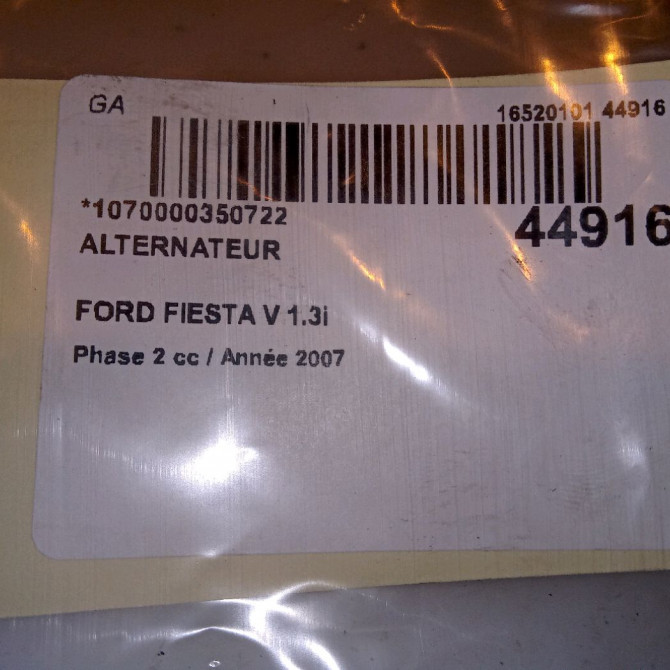 GA
16520101 44916
*1070000350722
44916
ALTERNATEUR
FORD FIESTA V 1.3i
Phase 2 cc / Année 2007